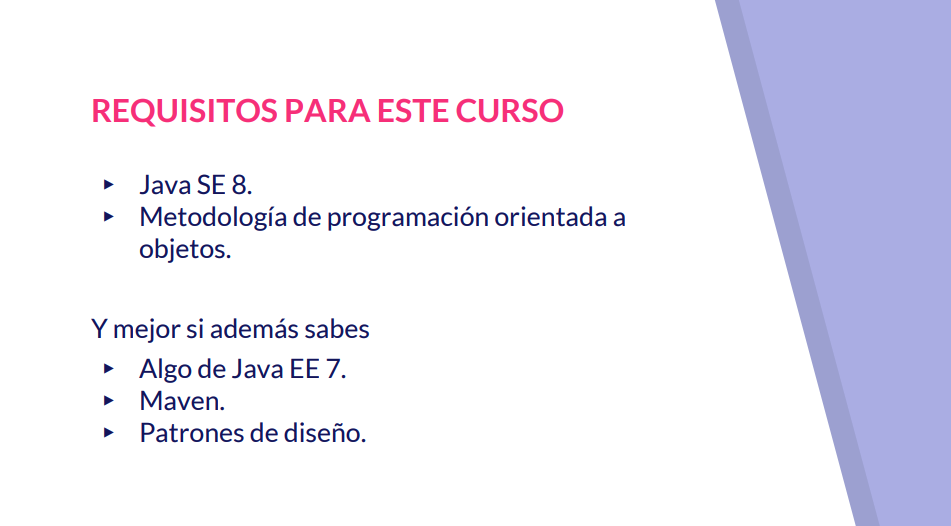 REQUISITOS PARA ESTE CURSO
▸ Java SE 8.
▸ Metodología de programación orientada a
objetos.
Y mejor si además sabes
▸ Algo de Java EE 7.
▸ Maven.
▸ Patrones de diseño.